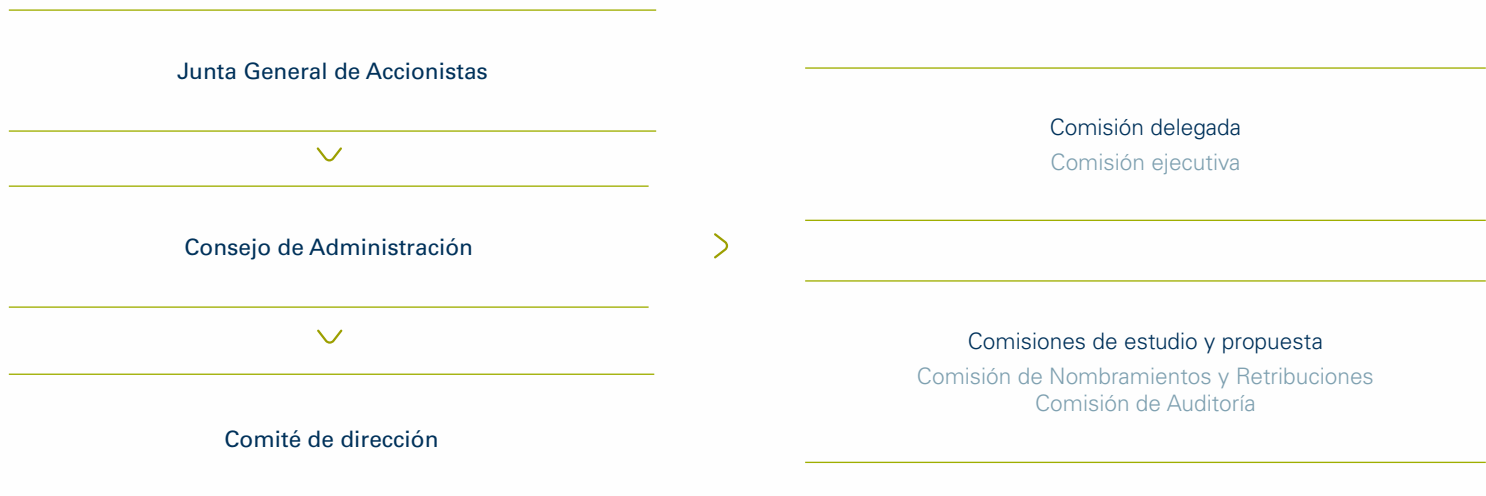 Junta General de Accionistas
Consejo de Administración
Comité de dirección
Comisión delegada
Comisión ejecutiva
Comisiones de estudio y propuesta
Comisión de Nombramientos y Retribuciones
Comisión de Auditoría